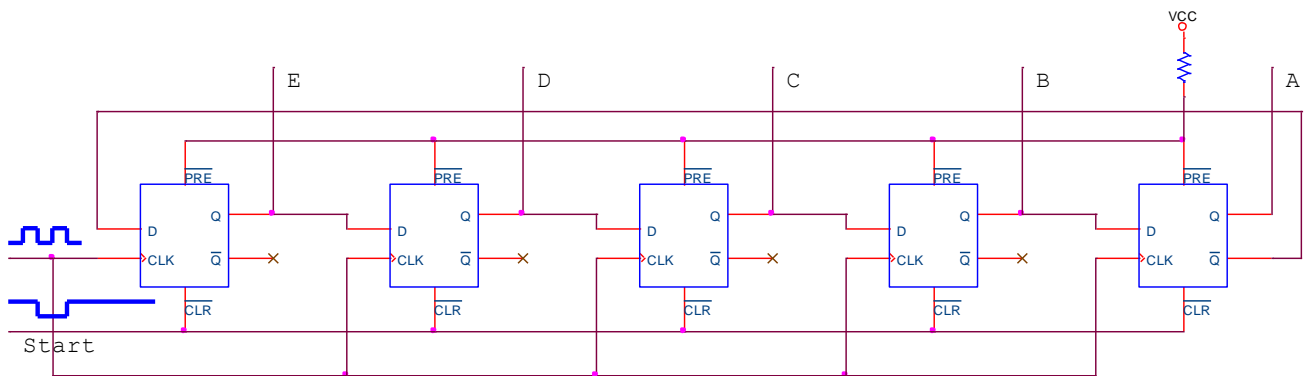 VCC
E D C B A
PRE PRE PRE PRE PRE
Q Q Q Q Q
D D D D D
CLK Q̅ CLK Q̅ CLK Q̅ CLK Q̅ CLK Q̅
CLR CLR CLR CLR CLR
Start